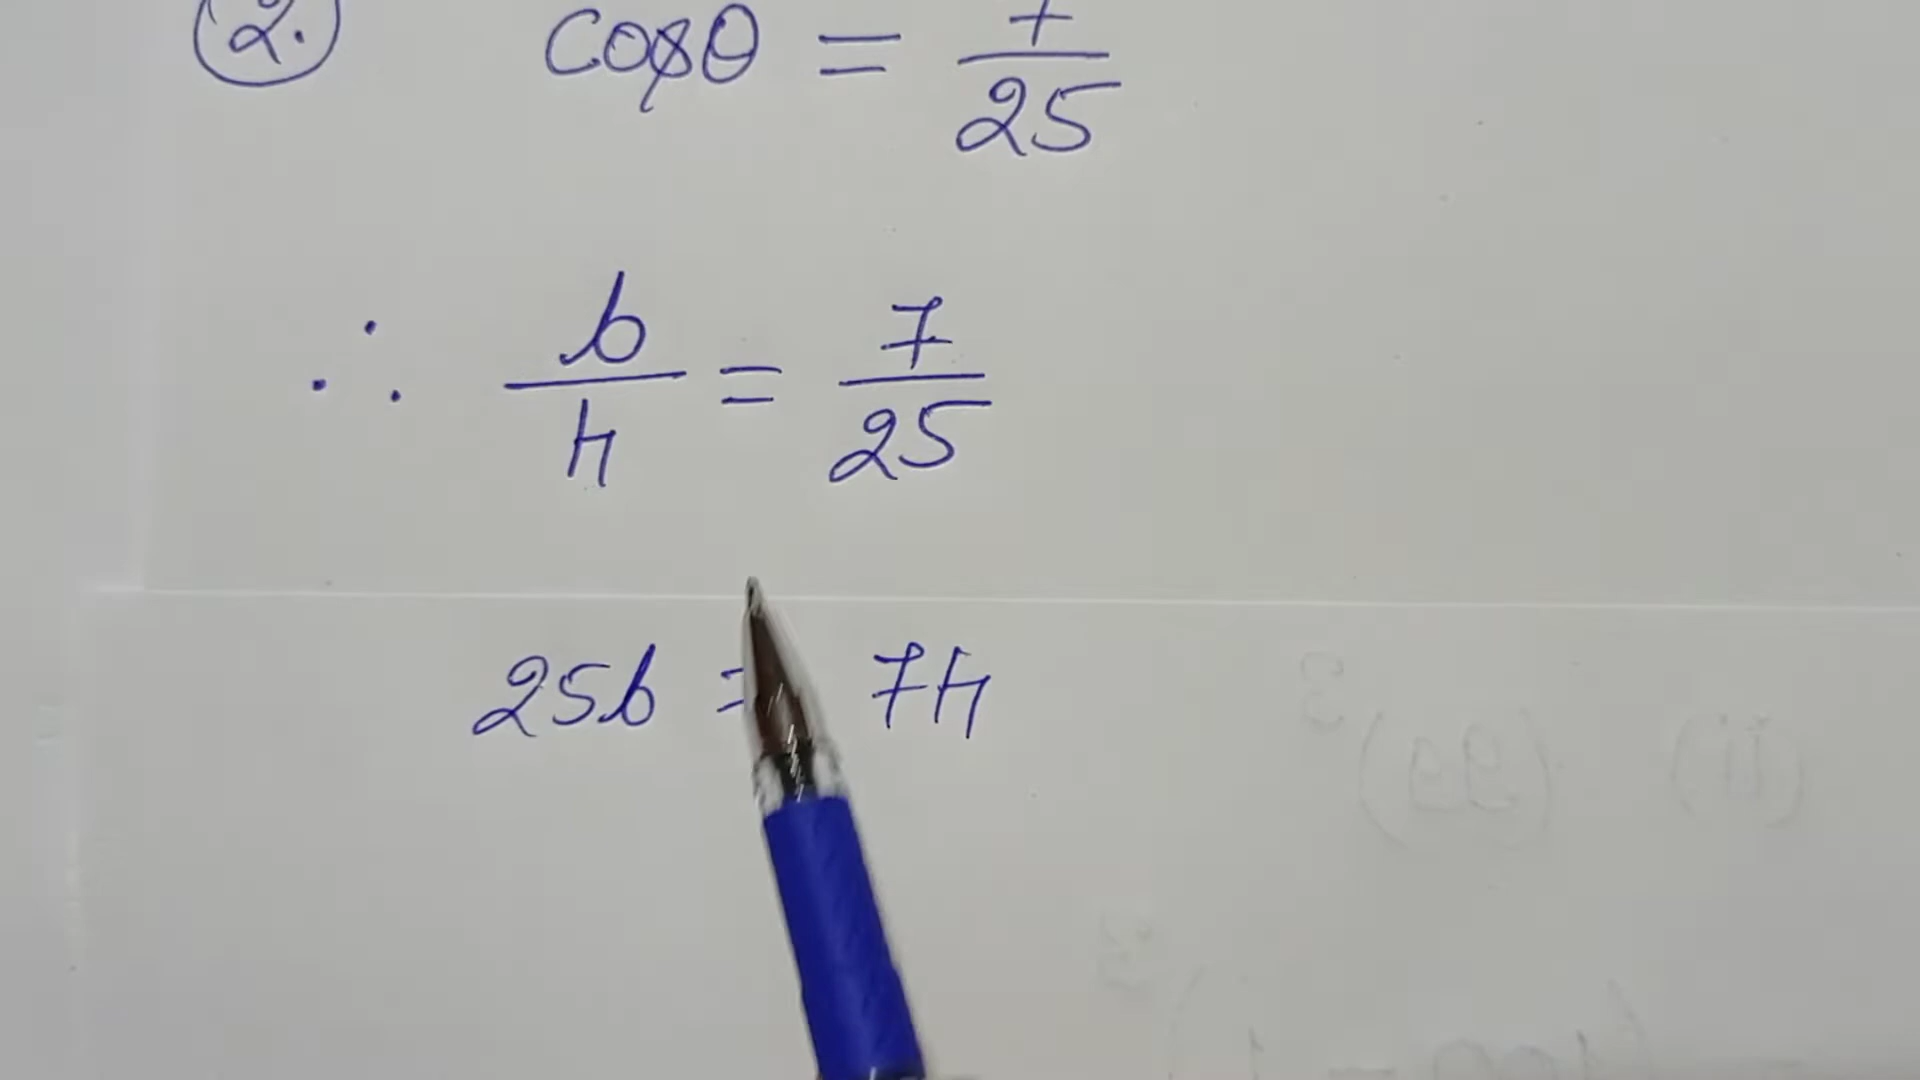 2. cosθ = 7/25
∴ b/h = 7/25
25b = 7h